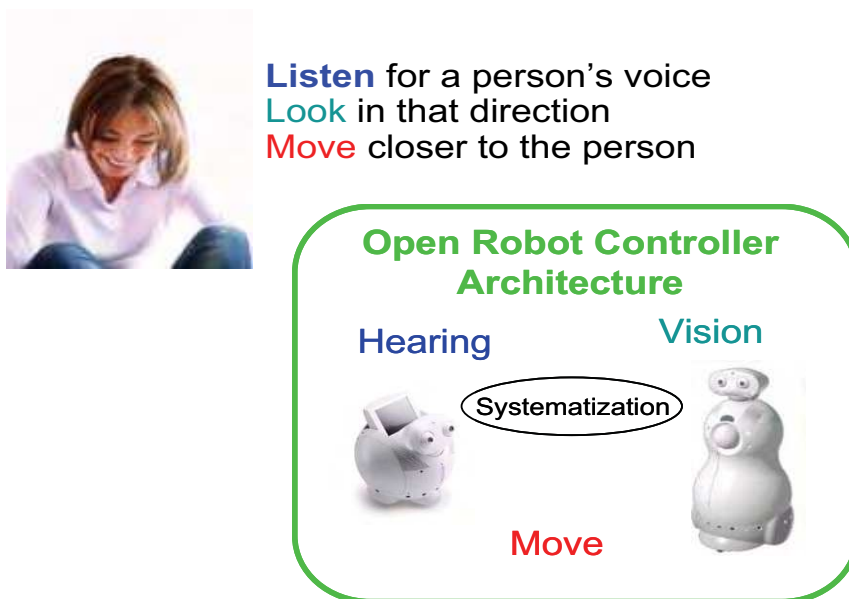 Listen for a person's voice
Look in that direction
Move closer to the person
Open Robot Controller
Architecture
Hearing
Vision
Systematization
Move